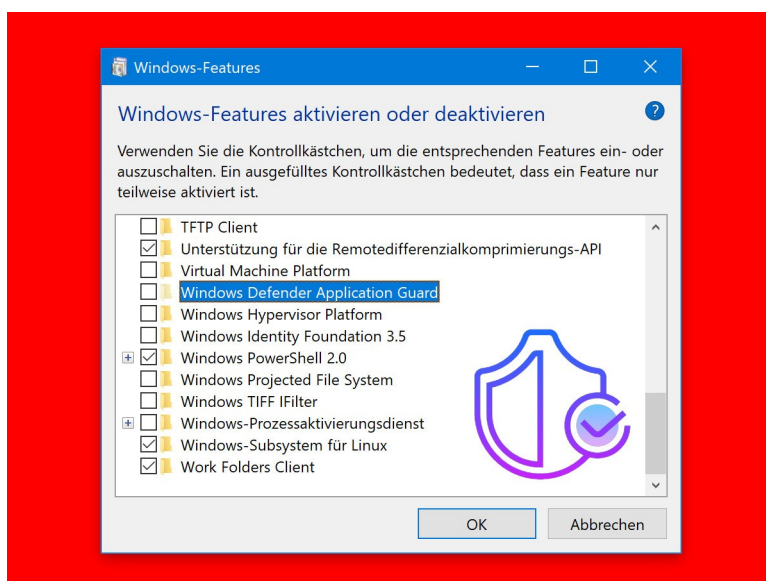 Windows-Features
Windows-Features aktivieren oder deaktivieren
?
Verwenden Sie die Kontrollkästchen, um die entsprechenden Features ein- oder
auszuschalten. Ein ausgefülltes Kontrollkästchen bedeutet, dass ein Feature nur
teilweise aktiviert ist.
TFTP Client
Unterstützung für die Remotedifferenzialkomprimierungs-API
Virtual Machine Platform
Windows Defender Application Guard
Windows Hypervisor Platform
Windows Identity Foundation 3.5
Windows PowerShell 2.0
Windows Projected File System
Windows TIFF IFilter
Windows-Prozessaktivierungsdienst
Windows-Subsystem für Linux
Work Folders Client
OK Abbrechen